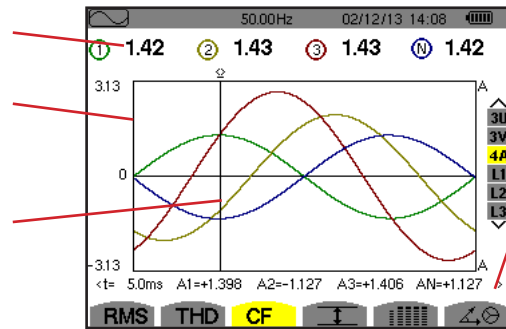 50.00Hz 02/12/13 14:08
1 1.42 2 1.43 3 1.43 N 1.42
3.13 A
3U
3V
4A
0
L1
L2
L3
-3.13 A
<t= 5.0ms A1=+1.398 A2=-1.127 A3=+1.406 AN=+1.127 >
RMS THD CF